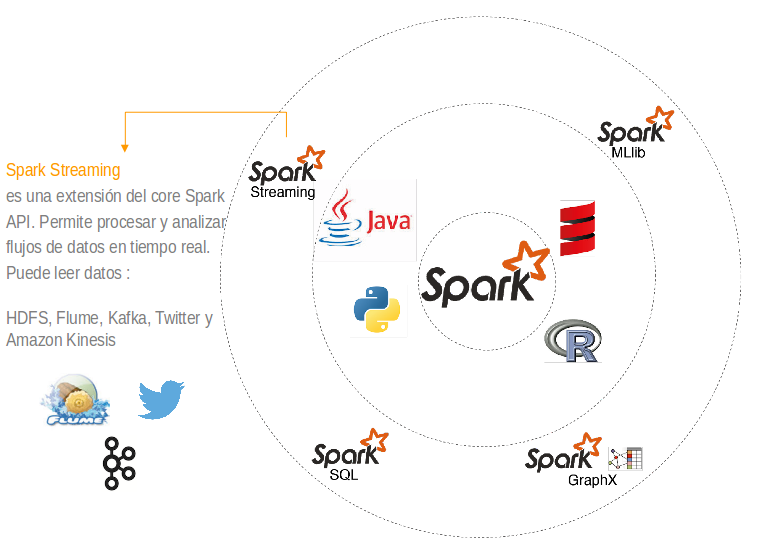 Spark
MLlib
Spark Streaming
es una extensión del core Spark
API. Permite procesar y analizar
flujos de datos en tiempo real.
Puede leer datos :
HDFS, Flume, Kafka, Twitter y
Amazon Kinesis
FLUME
Spark
Streaming
Java
Spark
R
Spark
SQL
Spark
GraphX